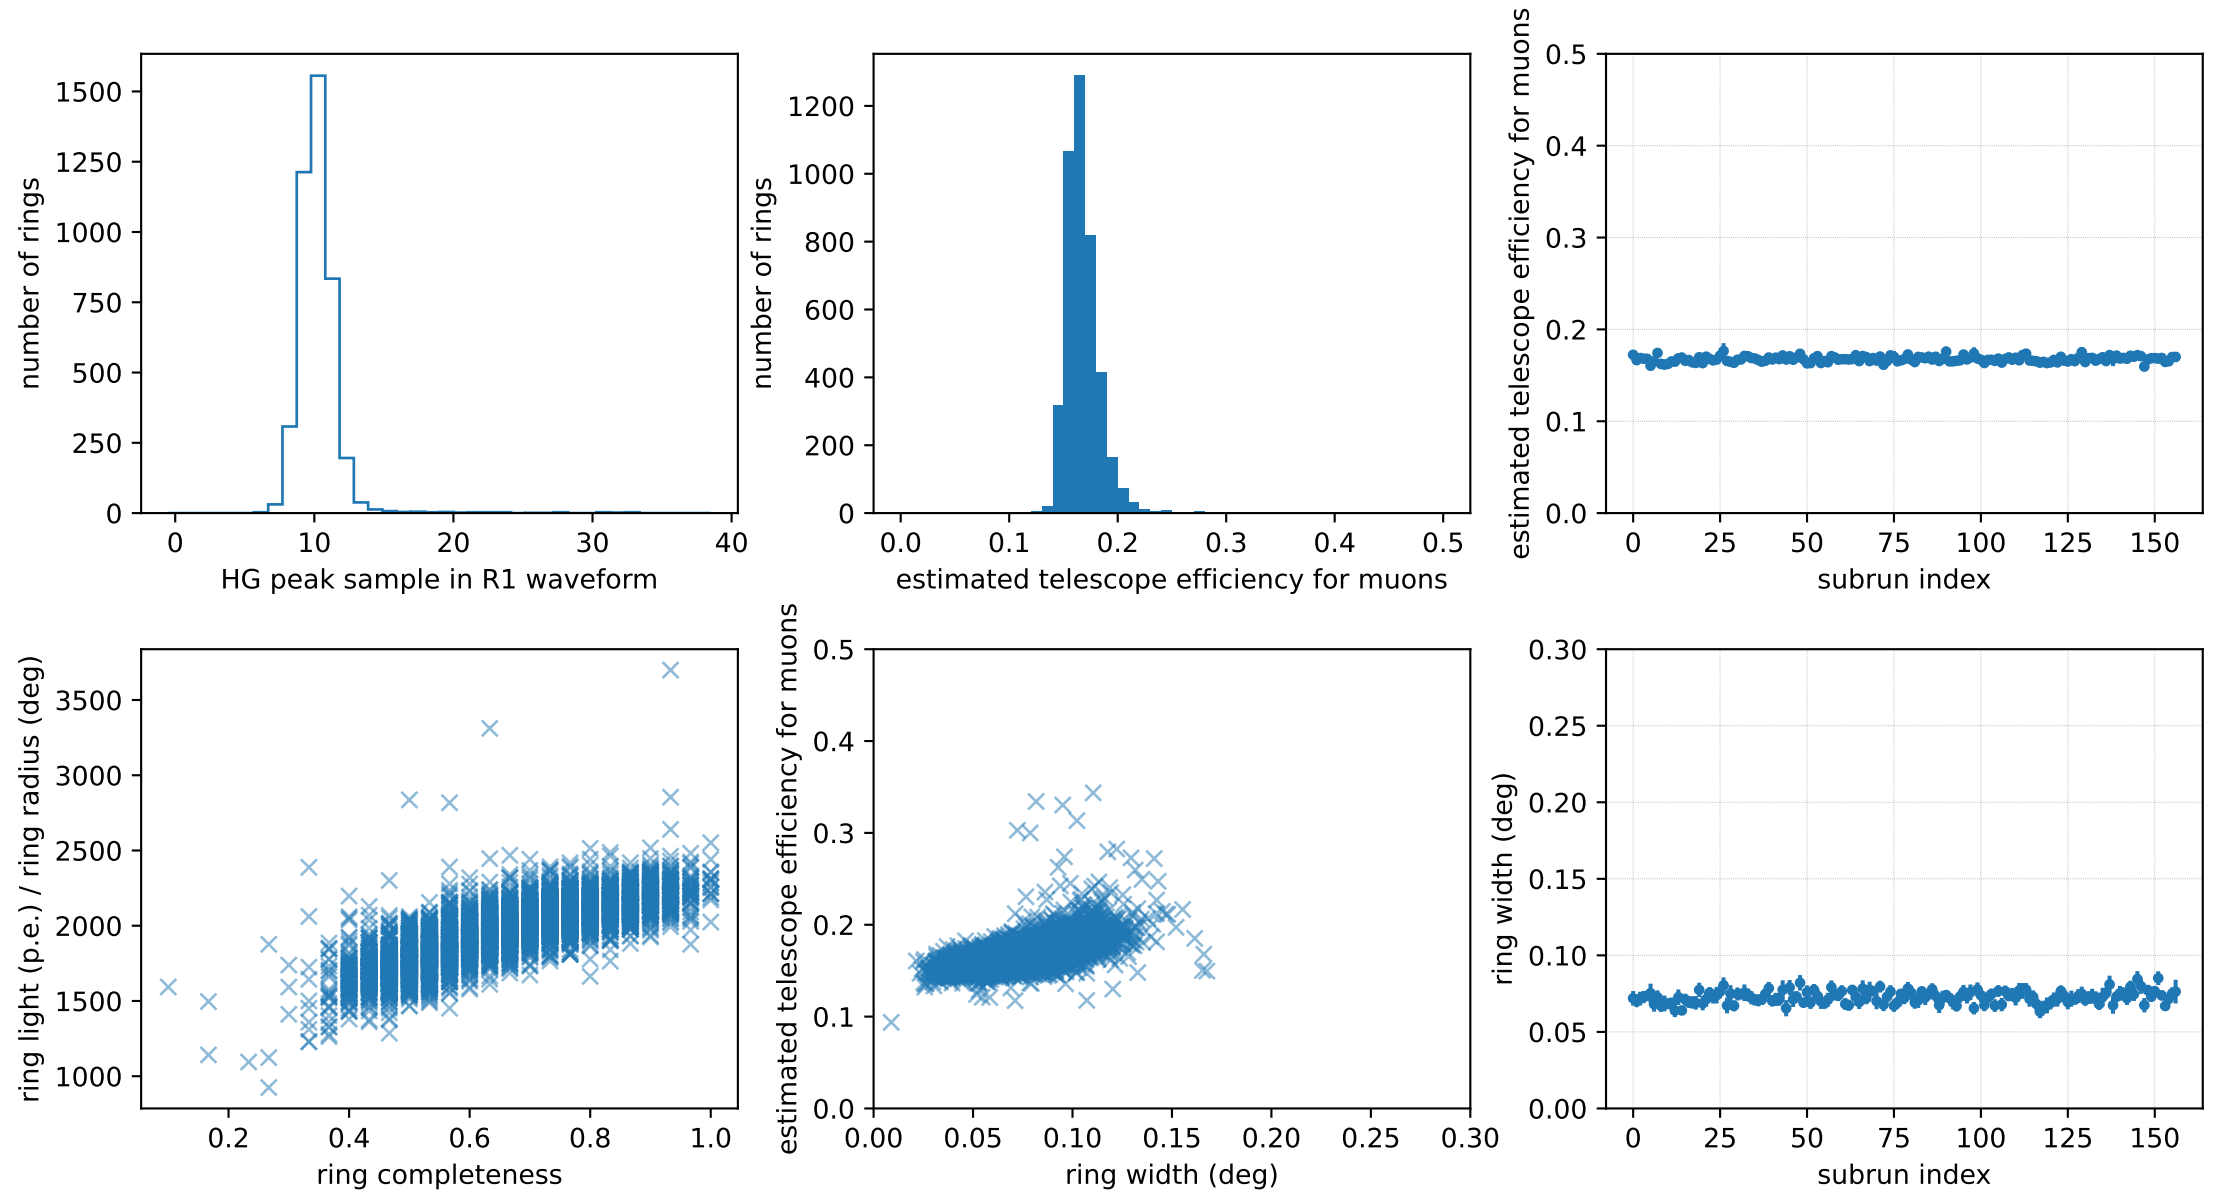 number of rings
1500
1250
1000
750
500
250
0
0 10 20 30 40
HG peak sample in R1 waveform
number of rings
1200
1000
800
600
400
200
0
0.0 0.1 0.2 0.3 0.4 0.5
estimated telescope efficiency for muons
estimated telescope efficiency for muons
0.5
0.4
0.3
0.2
0.1
0.0
0 25 50 75 100 125 150
subrun index
ring light (p.e.) / ring radius (deg)
3500
3000
2500
2000
1500
1000
0.2 0.4 0.6 0.8 1.0
ring completeness
estimated telescope efficiency for muons
0.5
0.4
0.3
0.2
0.1
0.0
0.00 0.05 0.10 0.15 0.20 0.25 0.30
ring width (deg)
ring width (deg)
0.30
0.25
0.20
0.15
0.10
0.05
0.00
0 25 50 75 100 125 150
subrun index